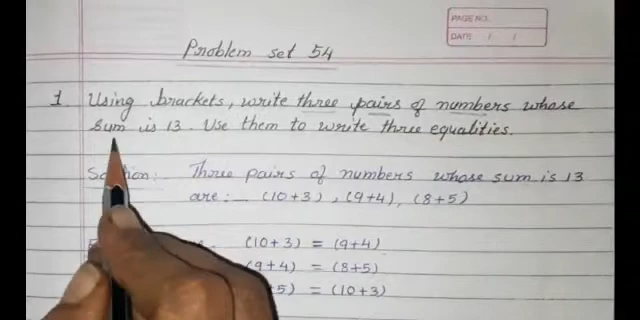 PAGE NO.
DATE / /
Problem set 54
1 Using brackets, write three pairs of numbers whose
sum is 13. Use them to write three equalities.
Solution: Three pairs of numbers whose sum is 13
are:- (10+3), (9+4), (8+5)
(10+3) = (9+4)
(9+4) = (8+5)
+5) = (10+3)